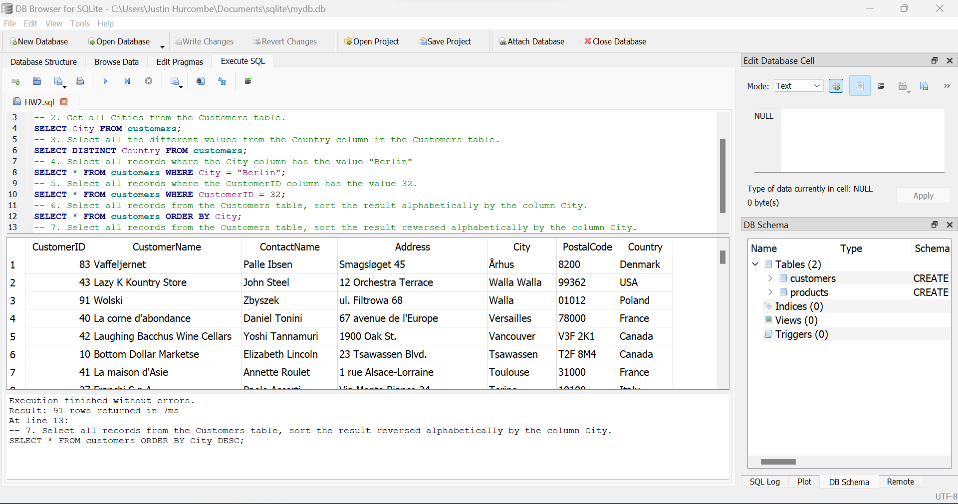 DB Browser for SQLite - C:\Users\Justin Hurcombe\Documents\sqlite\mydb.db
File Edit View Tools Help
New Database Open Database Write Changes Revert Changes Open Project Save Project Attach Database Close Database
Database Structure Browse Data Edit Pragmas Execute SQL
HW2.sql
3 -- 2. Get all Cities from the Customers table.
4 SELECT City FROM customers;
5 -- 3. Select all the different values from the Country column in the Customers table.
6 SELECT DISTINCT Country FROM customers;
7 -- 4. Select all records where the City column has the value "Berlin"
8 SELECT * FROM customers WHERE City = "Berlin";
9 -- 5. Select all records where the CustomerID column has the value 32.
10 SELECT * FROM customers WHERE CustomerID = 32;
11 -- 6. Select all records from the Customers table, sort the result alphabetically by the column City.
12 SELECT * FROM customers ORDER BY City;
13 -- 7. Select all records from the Customers table, sort the result reversed alphabetically by the column City.
CustomerID CustomerName ContactName Address City PostalCode Country
1 83 Vaffeljernet Palle Ibsen Smagsløget 45 Århus 8200 Denmark
2 43 Lazy K Kountry Store John Steel 12 Orchestra Terrace Walla Walla 99362 USA
3 91 Wolski Zbyszek ul. Filtrowa 68 Walla 01012 Poland
4 40 La corne d'abondance Daniel Tonini 67 avenue de l'Europe Versailles 78000 France
5 42 Laughing Bacchus Wine Cellars Yoshi Tannamuri 1900 Oak St. Vancouver V3F 2K1 Canada
6 10 Bottom Dollar Marketse Elizabeth Lincoln 23 Tsawassen Blvd. Tsawassen T2F 8M4 Canada
7 41 La maison d'Asie Annette Roulet 1 rue Alsace-Lorraine Toulouse 31000 France
Execution finished without errors.
Result: 91 rows returned in 7ms
At line 13:
-- 7. Select all records from the Customers table, sort the result reversed alphabetically by the column City.
SELECT * FROM customers ORDER BY City DESC;
Edit Database Cell
Mode: Text
NULL
Type of data currently in cell: NULL
0 byte(s)
Apply
DB Schema
Name Type Schema
Tables (2)
customers CREATE
products CREATE
Indices (0)
Views (0)
Triggers (0)
SQL Log Plot DB Schema Remote
UTF-8